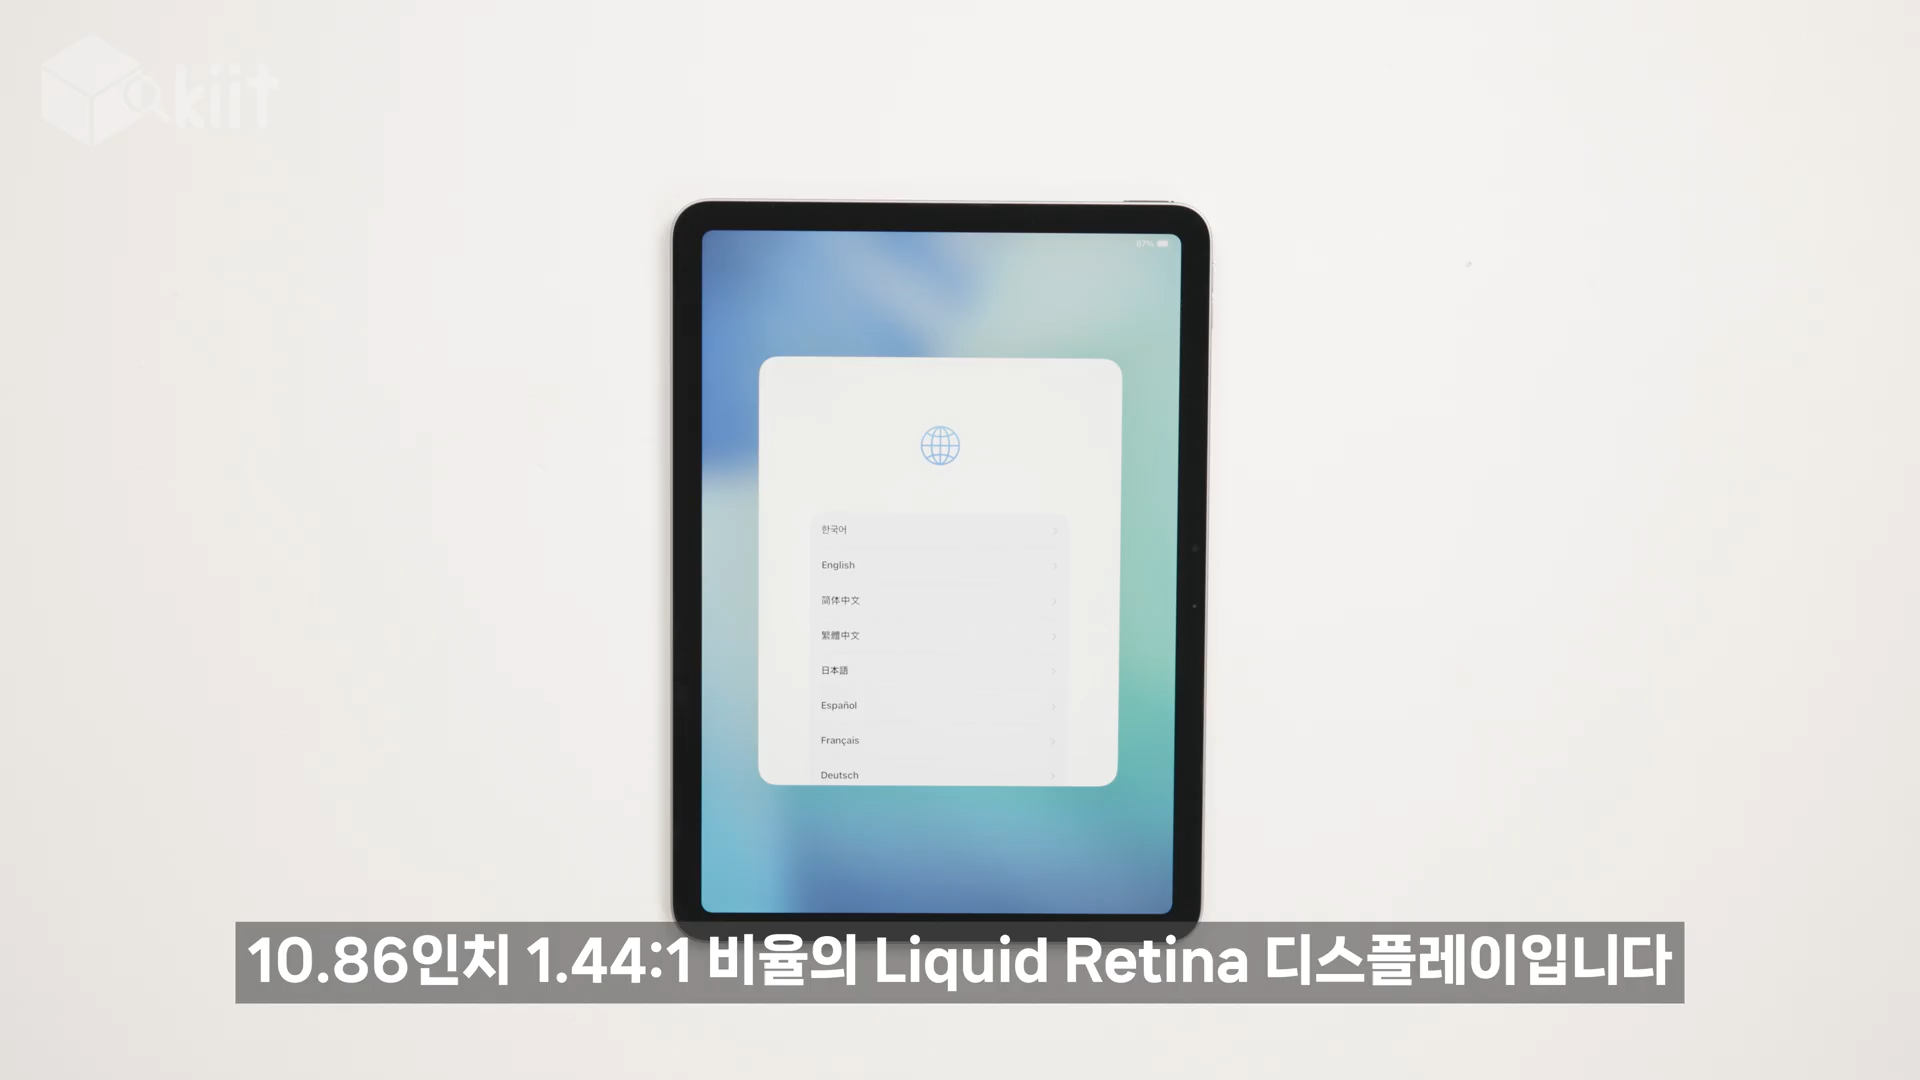 kiit
87%
한국어
English
简体中文
繁體中文
日本語
Español
Français
Deutsch
10.86인치 1.44:1 비율의 Liquid Retina 디스플레이입니다